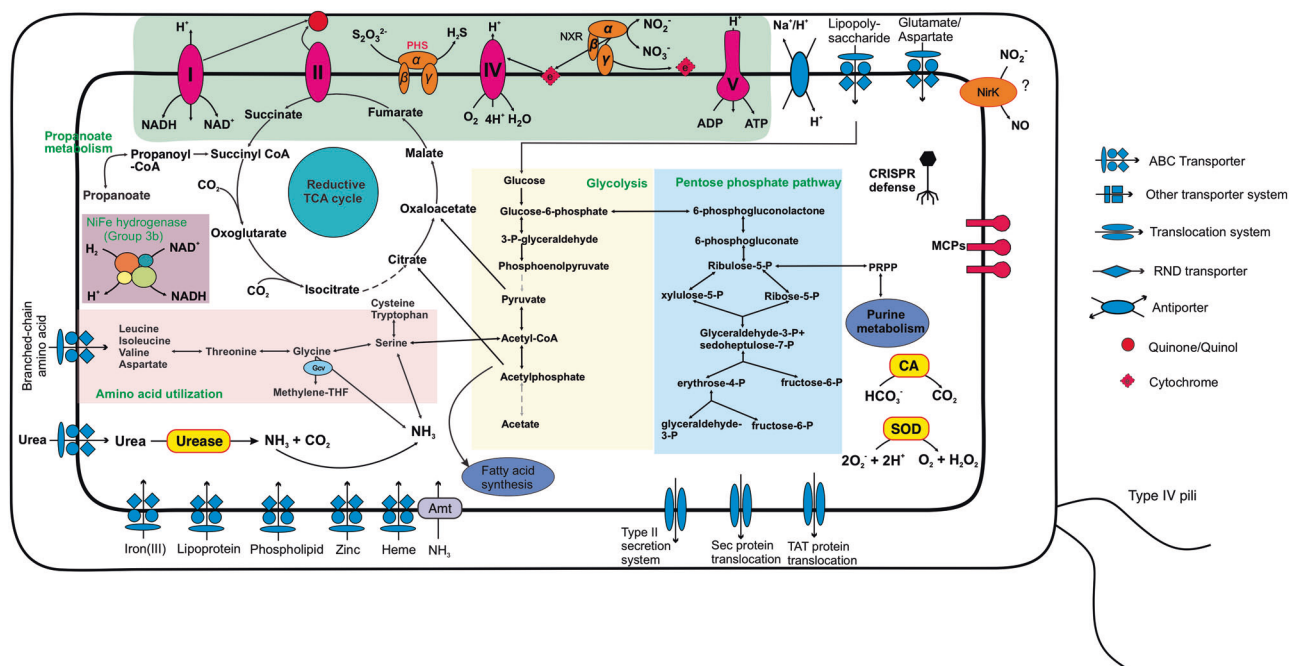 H⁺
I
NADH
NAD⁺
II
S₂O₃²⁻
PHS
H₂S
α
β
γ
H⁺
IV
O₂
4H⁺
H₂O
e
NXR
α
β
γ
NO₂⁻
NO₃⁻
e
H⁺
V
ADP
ATP
Na⁺/H⁺
H⁺
Lipopoly-
saccharide
Glutamate/
Aspartate
NO₂⁻
NirK
?
NO
Propanoate
metabolism
Propanoyl
-CoA
Propanoate
Succinate
Fumarate
Succinyl CoA
Malate
CO₂
Reductive
TCA cycle
Oxaloacetate
Oxoglutarate
Citrate
CO₂
Isocitrate
NiFe hydrogenase
(Group 3b)
H₂
NAD⁺
H⁺
NADH
Glycolysis
Glucose
Glucose-6-phosphate
3-P-glyceraldehyde
Phosphoenolpyruvate
Pyruvate
Acetyl-CoA
Acetylphosphate
Acetate
Fatty acid
synthesis
Pentose phosphate pathway
6-phosphogluconolactone
6-phosphogluconate
Ribulose-5-P
xylulose-5-P
Ribose-5-P
Glyceraldehyde-3-P+
sedoheptulose-7-P
erythrose-4-P
fructose-6-P
glyceraldehyde-
3-P
fructose-6-P
PRPP
Purine
metabolism
CRISPR
defense
MCPs
CA
HCO₃⁻
CO₂
SOD
2O₂⁻ + 2H⁺
O₂ + H₂O₂
Branched-chain
amino acid
Leucine
Isoleucine
Valine
Aspartate
Threonine
Glycine
Gcv
Methylene-THF
Cysteine
Tryptophan
Serine
Amino acid utilization
Urea
Urea
Urease
NH₃ + CO₂
NH₃
Iron(III)
Lipoprotein
Phospholipid
Zinc
Heme
Amt
NH₃
Type II
secretion
system
Sec protein
translocation
TAT protein
translocation
Type IV pili
ABC Transporter
Other transporter system
Translocation system
RND transporter
Antiporter
Quinone/Quinol
Cytochrome